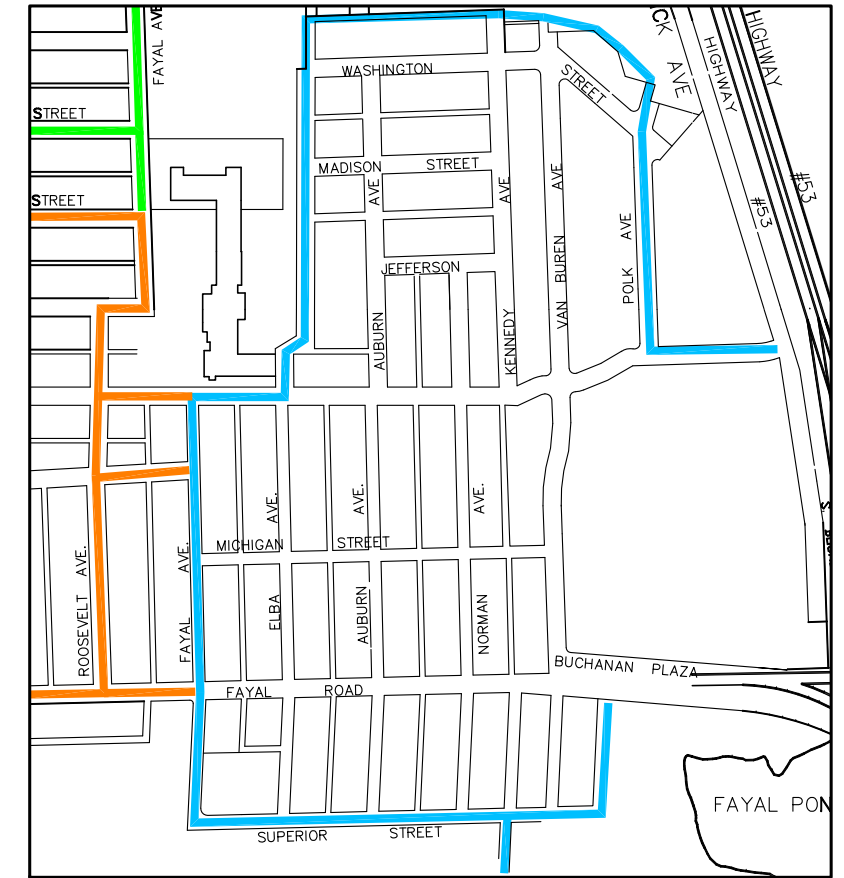 FAYAL AVE
HIGHWAY
CK AVE
HIGHWAY
WASHINGTON
STREET
STREET
MADISON STREET
STREET
AVE
AVE
AVE
#53
#53
POLK AVE
VAN BUREN
JEFFERSON
AUBURN
KENNEDY
AVE.
AVE.
AVE.
MICHIGAN STREET
ROOSEVELT AVE.
FAYAL AVE.
ELBA
AUBURN
NORMAN
BUCHANAN PLAZA
FAYAL ROAD
FAYAL PON
SUPERIOR STREET